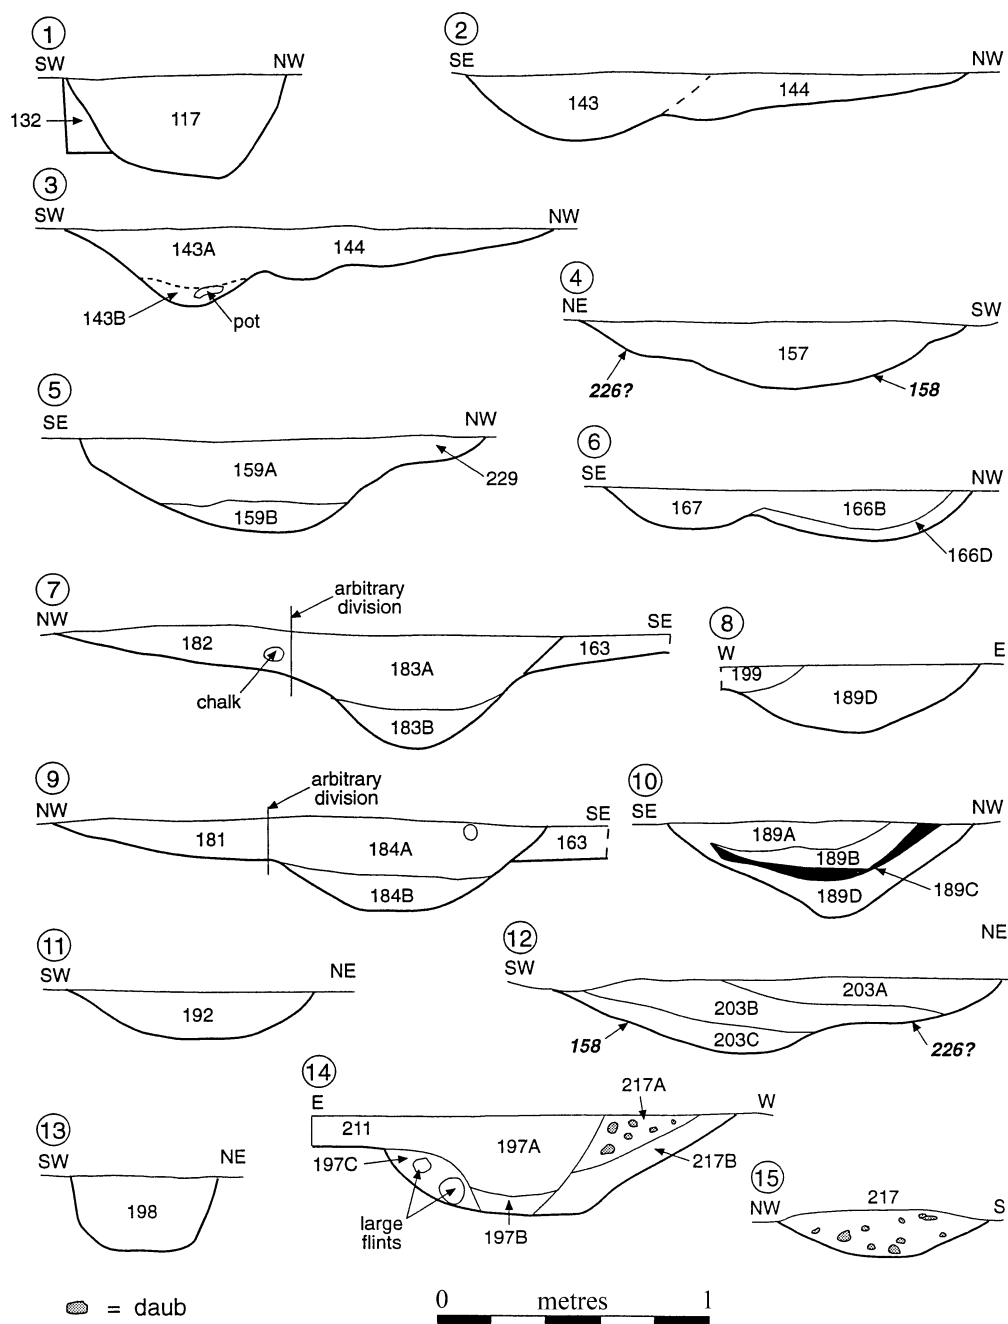 1
SW
NW
132
117
2
SE
NW
143
144
3
SW
NW
143A
144
143B
pot
4
NE
SW
157
226?
158
5
SE
NW
159A
229
159B
6
SE
NW
167
166B
166D
7
NW
arbitrary
division
SE
182
183A
163
chalk
183B
8
W
E
199
189D
9
NW
arbitrary
division
SE
181
184A
163
184B
10
SE
NW
189A
189B
189C
189D
11
SW
NE
192
12
SW
NE
203A
203B
203C
158
226?
13
SW
NE
198
14
E
W
217A
211
197A
197C
217B
large
flints
197B
15
NW
217
S
= daub
0 metres 1